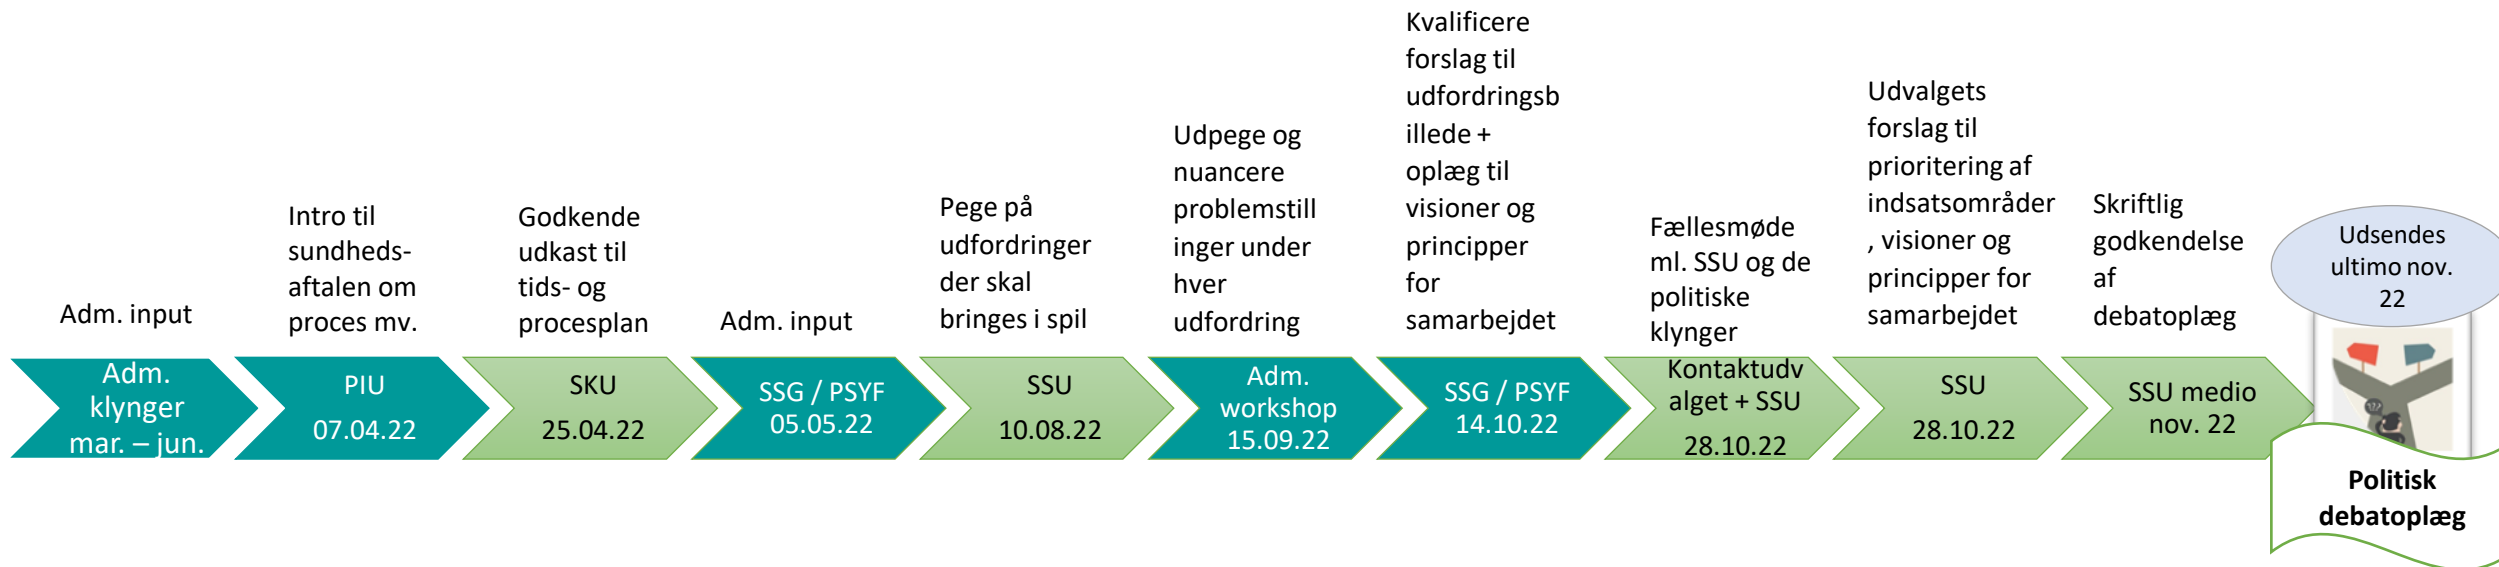 Adm. input
Adm.
klynger
mar. – jun.
Intro til
sundheds-
aftalen om
proces mv.
PIU
07.04.22
Godkende
udkast til
tids- og
procesplan
SKU
25.04.22
Adm. input
SSG / PSYF
05.05.22
Pege på
udfordringer
der skal
bringes i spil
SSU
10.08.22
Udpege og
nuancere
problemstill
inger under
hver
udfordring
Adm.
workshop
15.09.22
Kvalificere
forslag til
udfordringsb
illede +
oplæg til
visioner og
principper
for
samarbejdet
SSG / PSYF
14.10.22
Fællesmøde
ml. SSU og de
politiske
klynger
Kontaktudv
alget + SSU
28.10.22
Udvalgets
forslag til
prioritering af
indsatsområder
, visioner og
principper for
samarbejdet
SSU
28.10.22
Skriftlig
godkendelse
af
debatoplæg
SSU medio
nov. 22
Udsendes
ultimo nov.
22
Politisk
debatoplæg